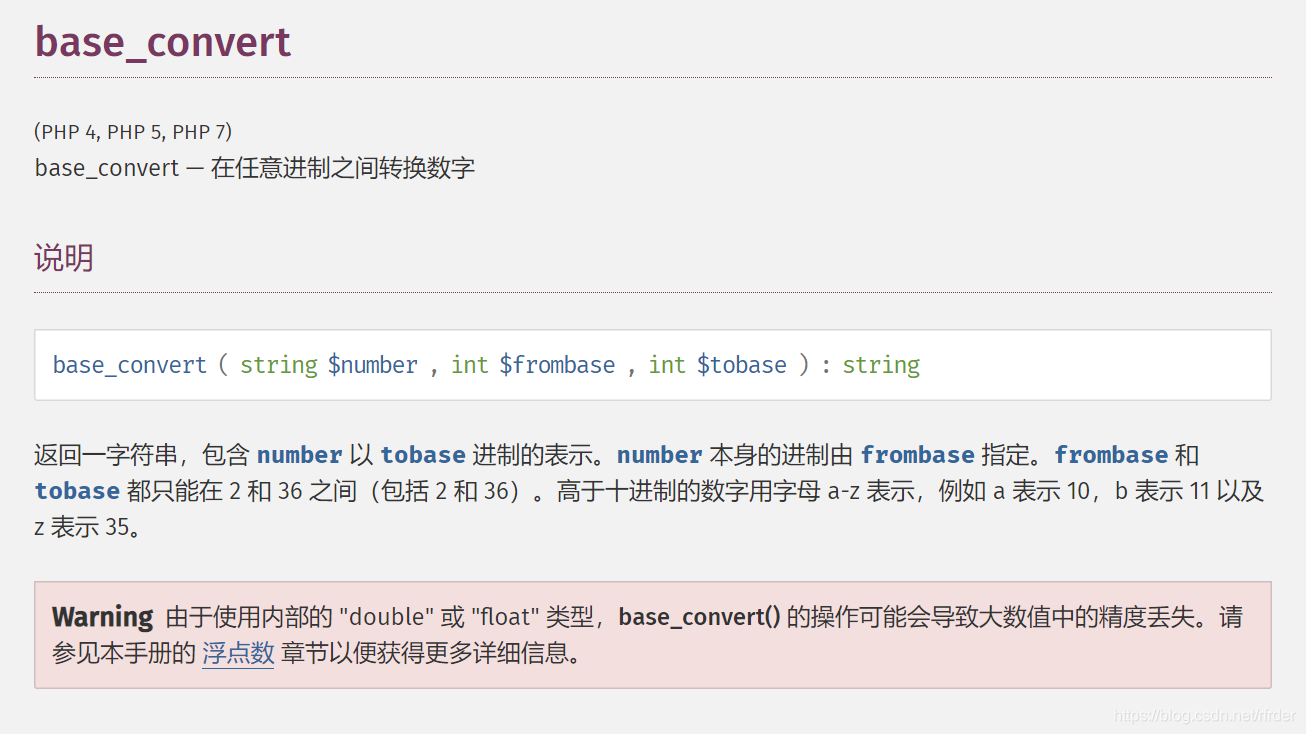 base_convert
(PHP 4, PHP 5, PHP 7)
base_convert — 在任意进制之间转换数字
说明
base_convert ( string $number , int $frombase , int $tobase ) : string
返回一字符串，包含 number 以 tobase 进制的表示。number 本身的进制由 frombase 指定。frombase 和
tobase 都只能在 2 和 36 之间（包括 2 和 36）。高于十进制的数字用字母 a-z 表示，例如 a 表示 10，b 表示 11 以及
z 表示 35。
Warning 由于使用内部的 "double" 或 "float" 类型，base_convert() 的操作可能会导致大数值中的精度丢失。请
参见本手册的 浮点数 章节以便获得更多详细信息。
https://blog.csdn.net/rfrder